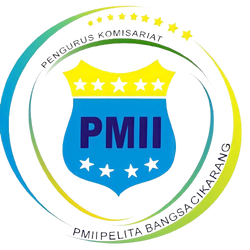 PENGURUS KOMISARIAT
PMII
PMII PELITA BANGSA CIKARANG